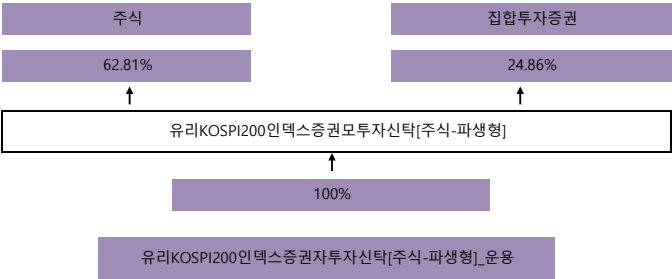 주식
집합투자증권
62.81%
24.86%
유리KOSPI200인덱스증권모투자신탁[주식-파생형]
100%
유리KOSPI200인덱스증권자투자신탁[주식-파생형]_운용